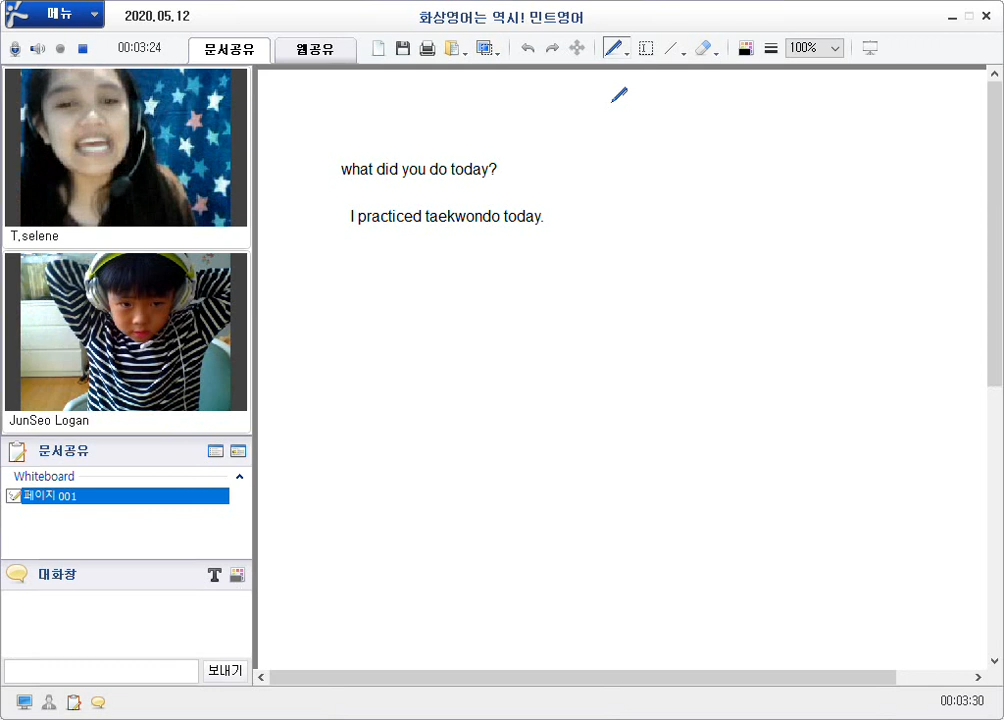 메뉴
2020.05.12
화상영어는 역시! 민트영어
00:03:24
문서공유
웹공유
100%
T.selene
JunSeo Logan
문서공유
Whiteboard
페이지 001
대화창
보내기
what did you do today?
I practiced taekwondo today.
00:03:30